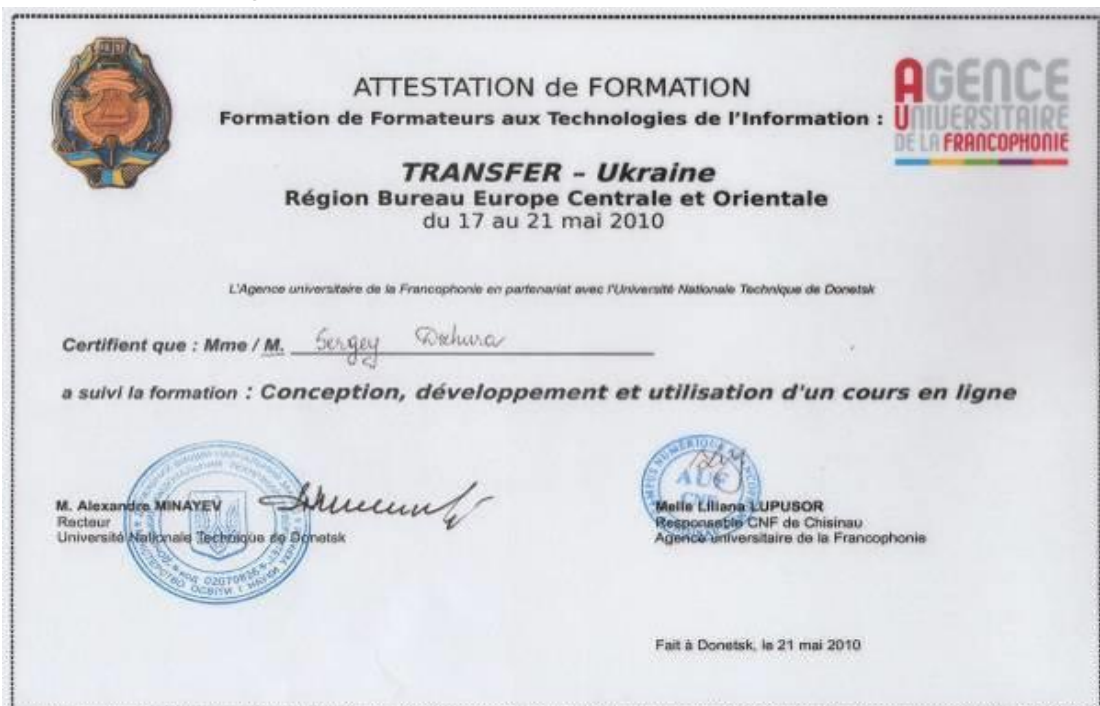 ATTESTATION de FORMATION
Formation de Formateurs aux Technologies de l'Information :
AGENCE
UNIVERSITAIRE
DE LA FRANCOPHONIE
TRANSFER – Ukraine
Région Bureau Europe Centrale et Orientale
du 17 au 21 mai 2010
L'Agence universitaire de la Francophonie en partenariat avec l'Université Nationale Technique de Donetsk
Certifient que : Mme / M. Sergey
a suivi la formation : Conception, développement et utilisation d'un cours en ligne
M. Alexandre MINAYEV
Recteur
Université Nationale Technique de Donetsk
AUF
CNF
Melle Liliana LUPUSOR
Responsable CNF de Chisinau
Agence universitaire de la Francophonie
Fait à Donetsk, le 21 mai 2010